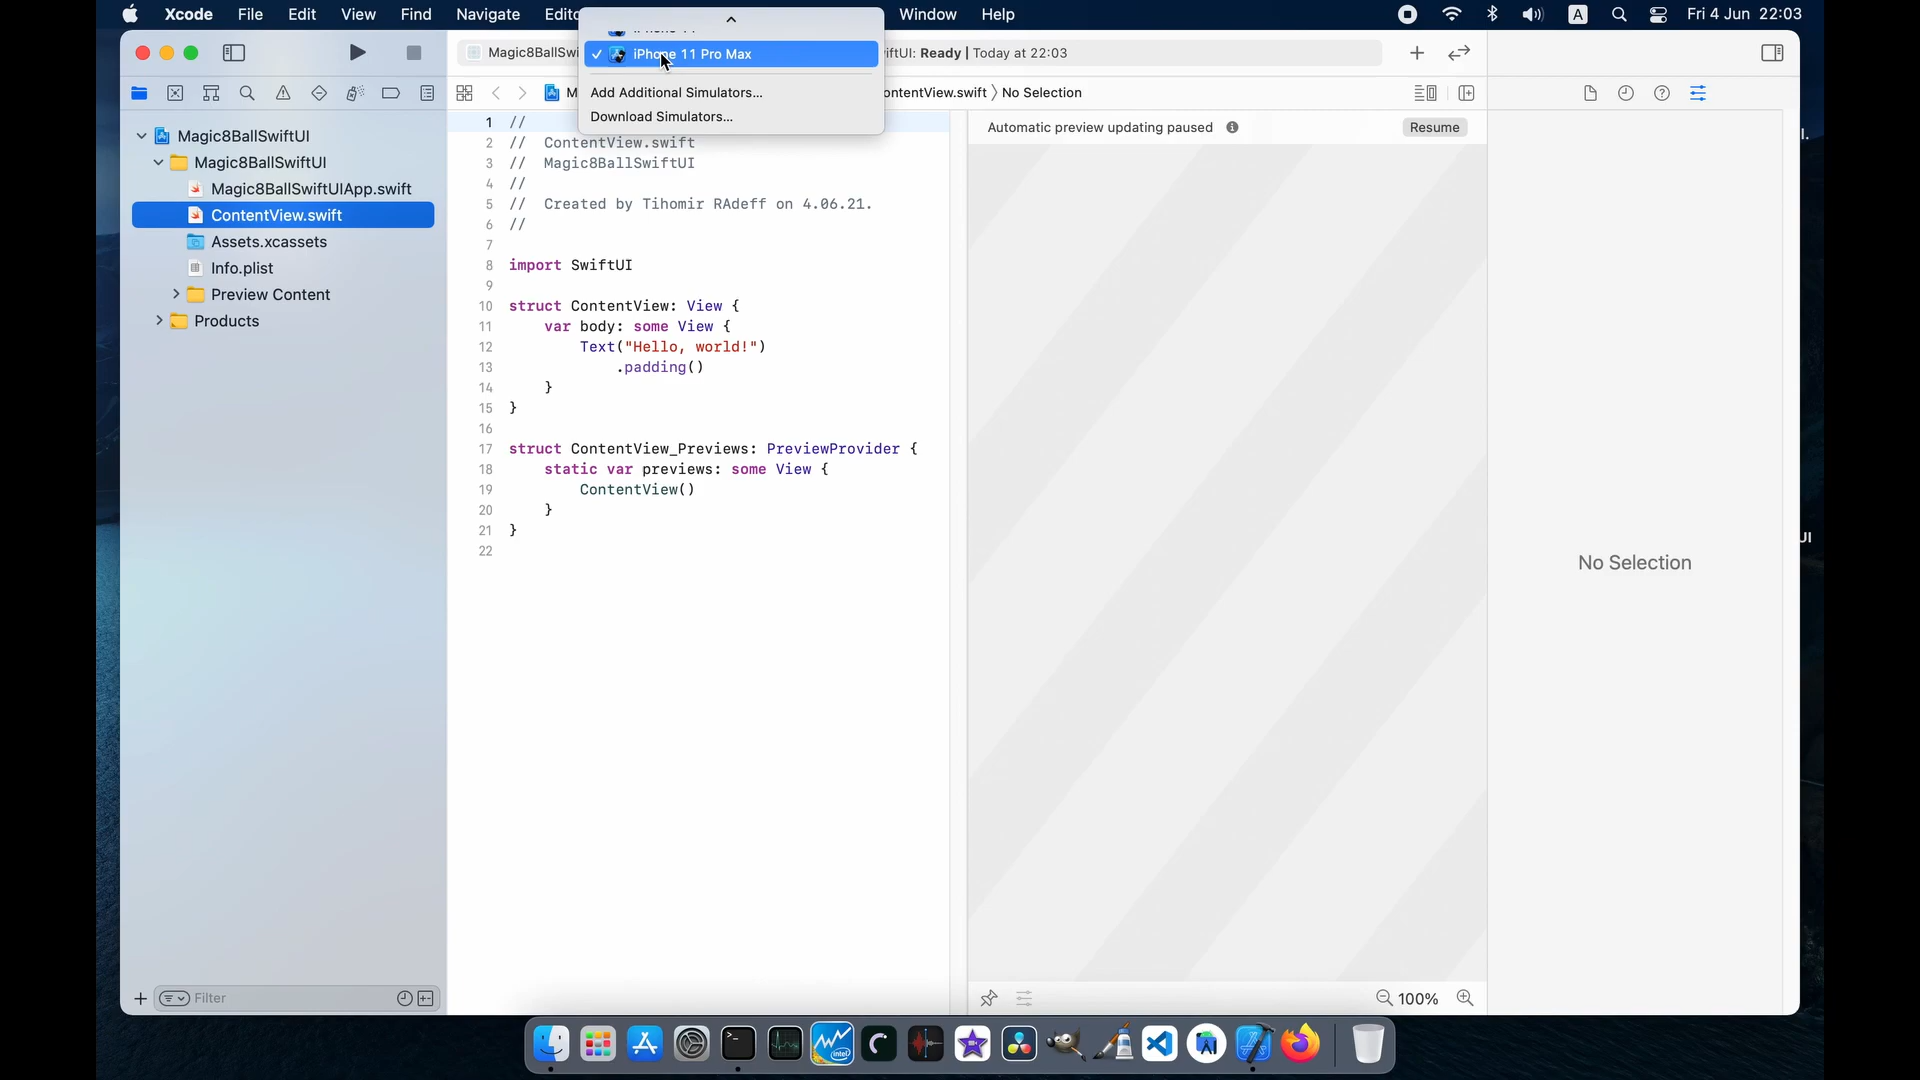 Xcode File Edit View Find Navigate Window Help A Fri 4 Jun 22:03
iPhone 11
iPhone 11 Pro Max
Add Additional Simulators...
Download Simulators...
Ready | Today at 22:03
ContentView.swift No Selection
Magic8BallSwiftUI
Magic8BallSwiftUI
Magic8BallSwiftUIApp.swift
ContentView.swift
Assets.xcassets
Info.plist
Preview Content
Products
Filter
1 //
2 // ContentView.swift
3 // Magic8BallSwiftUI
4 //
5 // Created by Tihomir RAdeff on 4.06.21.
6 //
7
8 import SwiftUI
9
10 struct ContentView: View {
11 var body: some View {
12 Text("Hello, world!")
13 .padding()
14 }
15 }
16
17 struct ContentView_Previews: PreviewProvider {
18 static var previews: some View {
19 ContentView()
20 }
21 }
22
Automatic preview updating paused Resume
100%
No Selection
intel